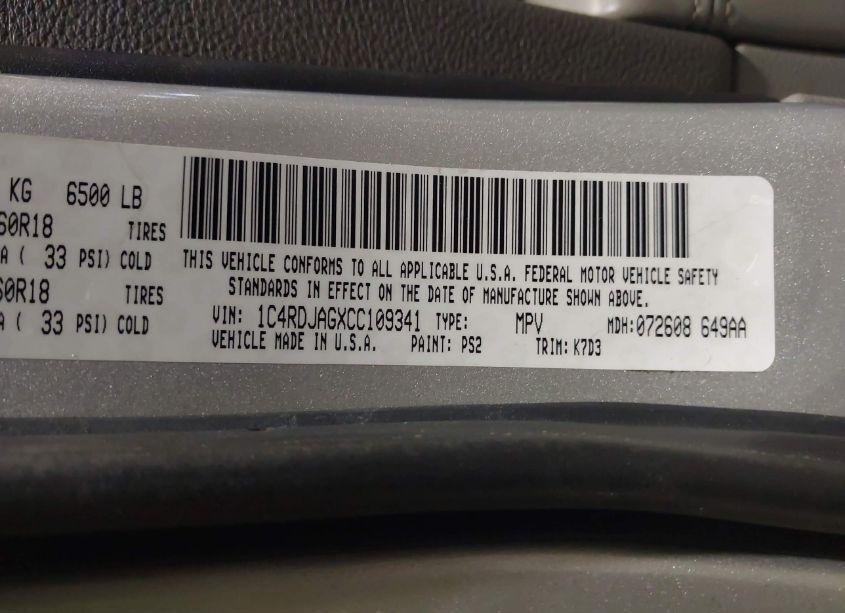 KG 6500 LB
60R18 TIRES
A ( 33 PSI) COLD
60R18 TIRES
A ( 33 PSI) COLD
THIS VEHICLE CONFORMS TO ALL APPLICABLE U.S.A. FEDERAL MOTOR VEHICLE SAFETY
STANDARDS IN EFFECT ON THE DATE OF MANUFACTURE SHOWN ABOVE.
VIN: 1C4RDJAGXCC109341 TYPE: MPV MDH:072608 649AA
VEHICLE MADE IN U.S.A. PAINT: PS2 TRIM: K7D3